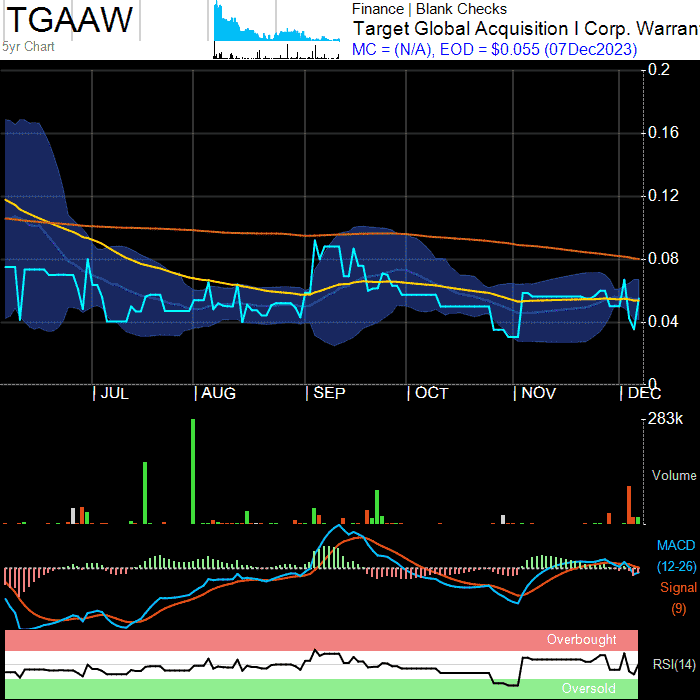 TGAAW
5yr Chart
Finance | Blank Checks
Target Global Acquisition I Corp. Warran
MC = (N/A), EOD = $0.055 (07Dec2023)
0.2
0.16
0.12
0.08
0.04
0
JUL AUG SEP OCT NOV DEC
283k
Volume
MACD
(12-26)
Signal
(9)
Overbought
RSI(14)
Oversold